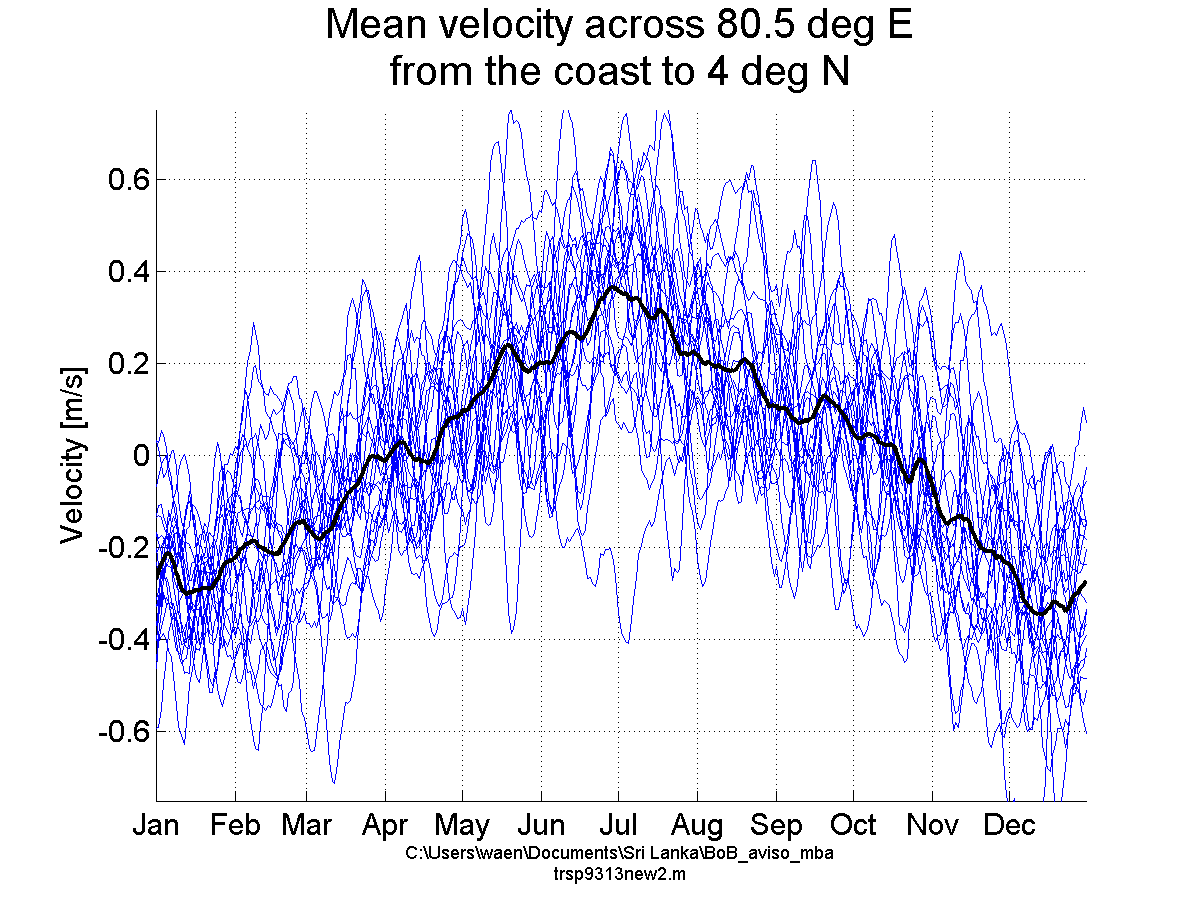 Mean velocity across 80.5 deg E
from the coast to 4 deg N
Velocity [m/s]
0.6
0.4
0.2
0
-0.2
-0.4
-0.6
Jan Feb Mar Apr May Jun Jul Aug Sep Oct Nov Dec
C:\Users\waen\Documents\Sri Lanka\BoB_aviso_mba
trsp9313new2.m